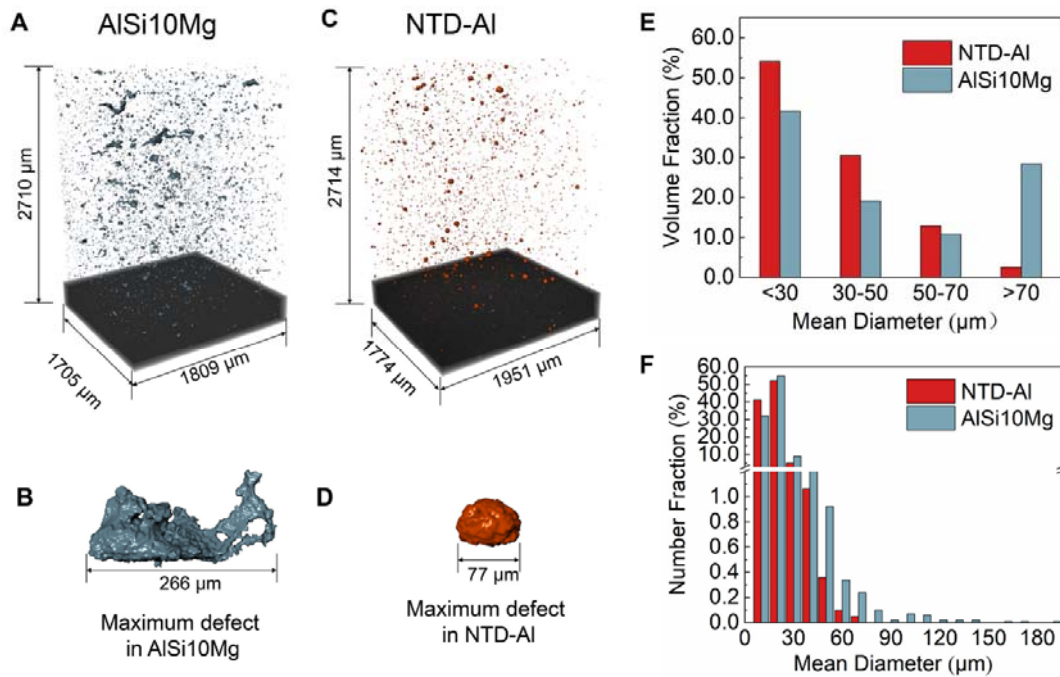 A
AlSi10Mg
2710 µm
1705 µm
1809 µm
B
266 µm
Maximum defect
in AlSi10Mg
C
NTD-Al
2714 µm
1774 µm
1951 µm
D
77 µm
Maximum defect
in NTD-Al
E
60.0
50.0
40.0
30.0
20.0
10.0
0.0
Volume Fraction (%)
NTD-Al
AlSi10Mg
<30 30-50 50-70 >70
Mean Diameter (µm)
F
60.0
50.0
40.0
30.0
20.0
10.0
1.0
0.8
0.6
0.4
0.2
0.0
Number Fraction (%)
NTD-Al
AlSi10Mg
0 30 60 90 120 150 180
Mean Diameter (µm)